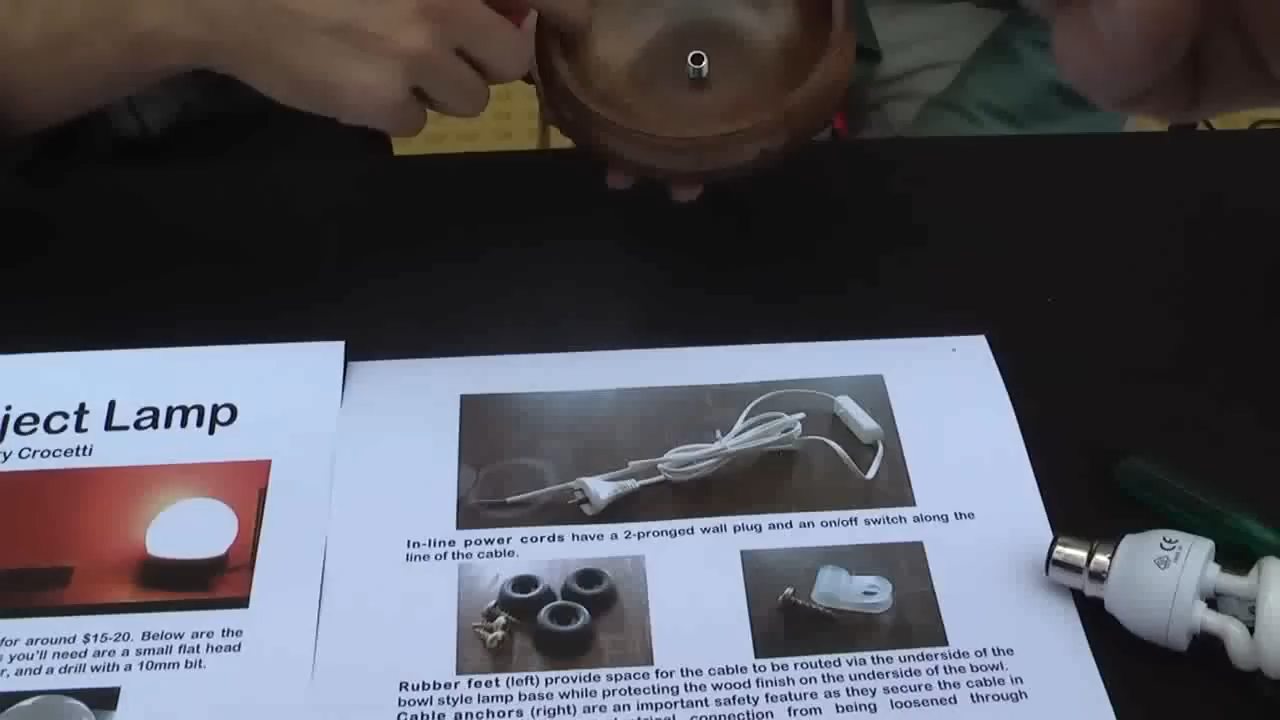 ject Lamp
y Crocetti
for around $15-20. Below are the
you'll need are a small flat head
, and a drill with a 10mm bit.
In-line power cords have a 2-pronged wall plug and an on/off switch along the
line of the cable.
Rubber feet (left) provide space for the cable to be routed via the underside of the
bowl style lamp base while protecting the wood finish on the underside of the bowl.
Cable anchors (right) are an important safety feature as they secure the cable in
connection from being loosened through
CE